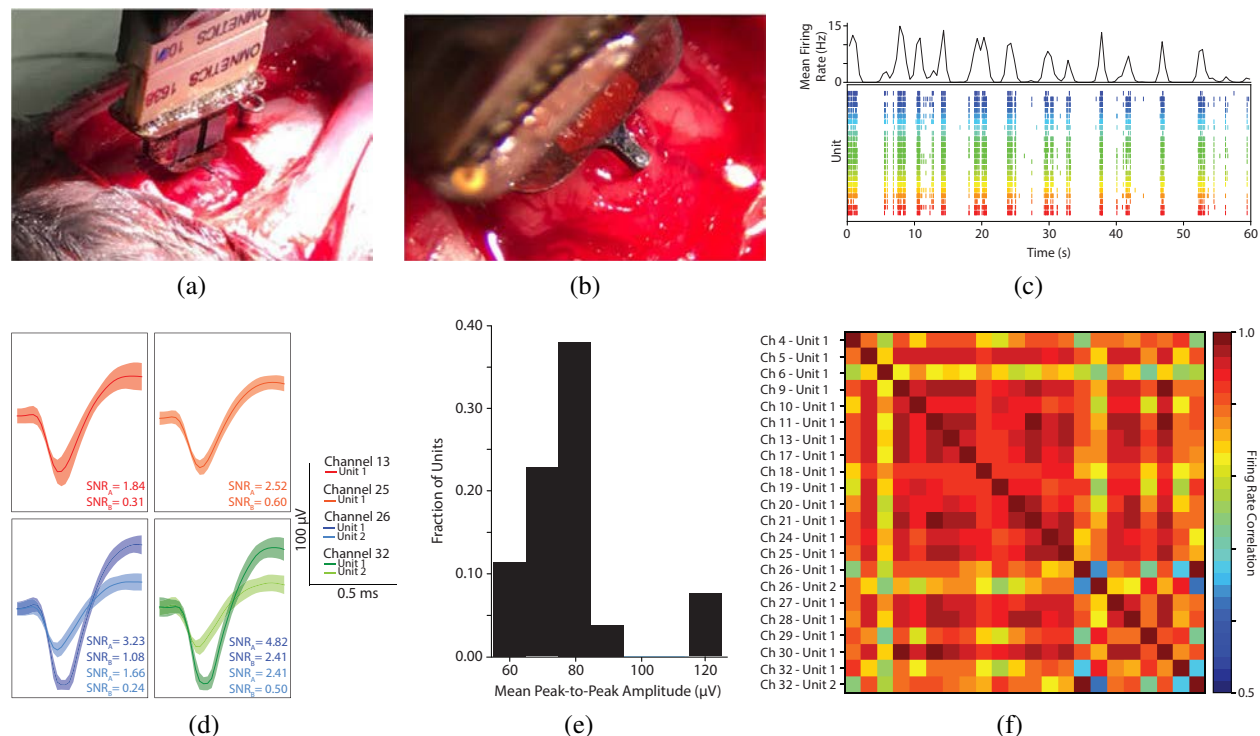 OMNETICS
OMNETICS
1638
(a)
(b)
Mean Firing
Rate (Hz)
15
0
Unit
0 10 20 30 40 50 60
Time (s)
(c)
SNR_A = 1.84
SNR_B = 0.31
SNR_A = 2.52
SNR_B = 0.60
SNR_A = 3.23
SNR_B = 1.08
SNR_A = 1.66
SNR_B = 0.24
SNR_A = 4.82
SNR_B = 2.41
SNR_A = 2.41
SNR_B = 0.50
100 µV
Channel 13
Unit 1
Channel 25
Unit 1
Channel 26
Unit 1
Unit 2
Channel 32
Unit 1
Unit 2
0.5 ms
(d)
Fraction of Units
0.40
0.30
0.20
0.10
0.00
60 80 100 120
Mean Peak-to-Peak Amplitude (µV)
(e)
Ch 4 - Unit 1
Ch 5 - Unit 1
Ch 6 - Unit 1
Ch 9 - Unit 1
Ch 10 - Unit 1
Ch 11 - Unit 1
Ch 13 - Unit 1
Ch 17 - Unit 1
Ch 18 - Unit 1
Ch 19 - Unit 1
Ch 20 - Unit 1
Ch 21 - Unit 1
Ch 24 - Unit 1
Ch 25 - Unit 1
Ch 26 - Unit 1
Ch 26 - Unit 2
Ch 27 - Unit 1
Ch 28 - Unit 1
Ch 29 - Unit 1
Ch 30 - Unit 1
Ch 32 - Unit 1
Ch 32 - Unit 2
1.0
Firing Rate Correlation
0.5
(f)